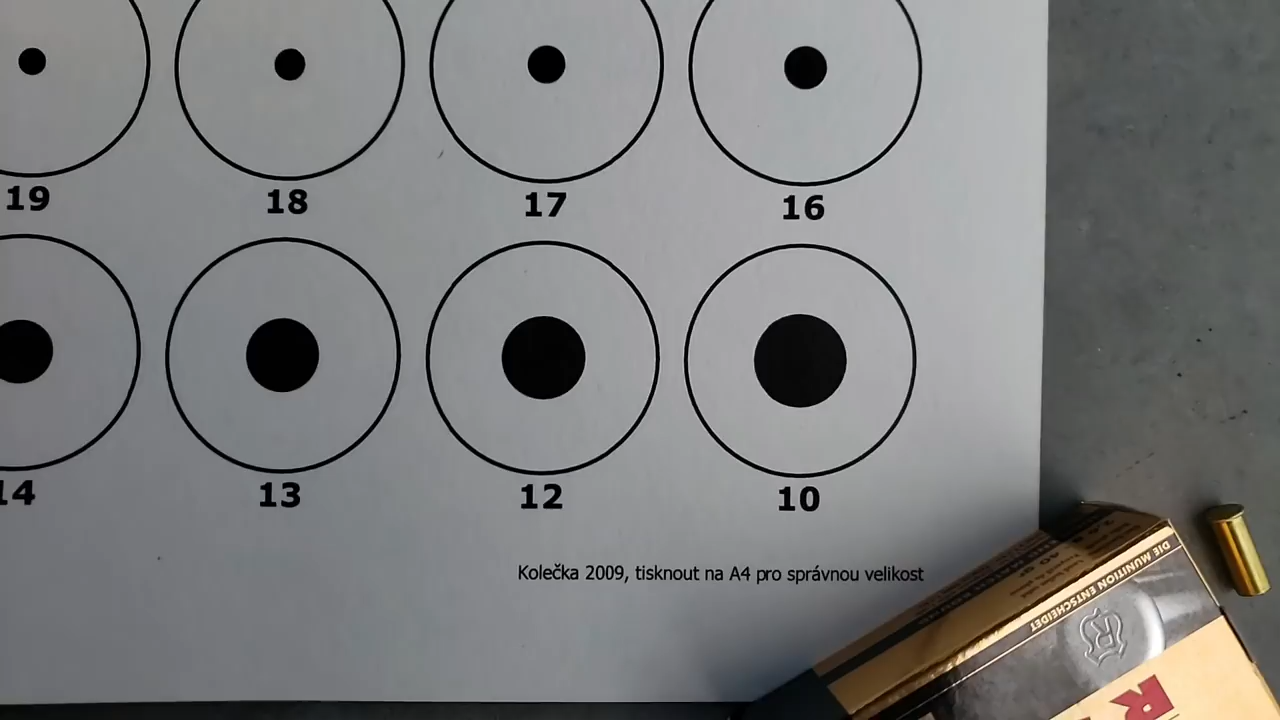 19 18 17 16
14 13 12 10
Kolečka 2009, tisknout na A4 pro správnou velikost
DIE MUNITION ENTSCHEIDET
R